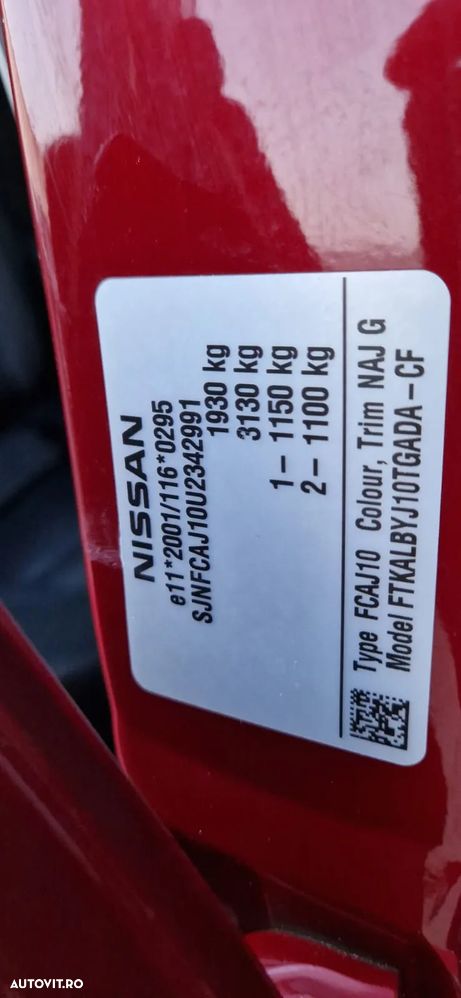 NISSAN
e11*2001/116*0295
SJNFCAJ10U2342991
1930 kg
3130 kg
1 – 1150 kg
2 – 1100 kg
Type FCAJ10 Colour, Trim NAJ G
Model FTKALBYJ10TGADA – CF
AUTOVIT.RO